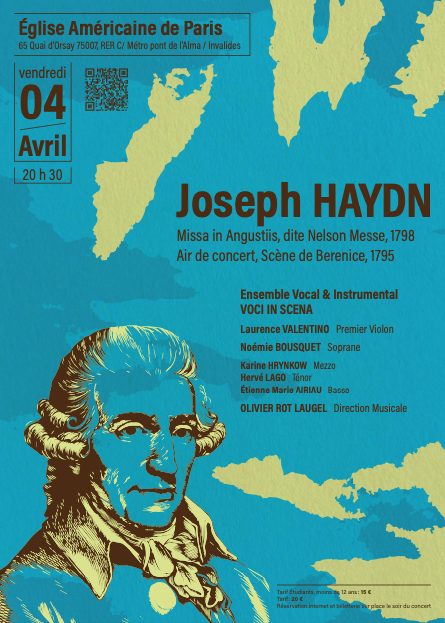 Église Américaine de Paris
65 Quai d'Orsay 75007, RER C/ Métro pont de l'Alma / Invalides
vendredi
04
Avril
20 h 30
Joseph HAYDN
Missa in Angustiis, dite Nelson Messe, 1798
Air de concert, Scène de Berenice, 1795
Ensemble Vocal & Instrumental
VOCI IN SCENA
Laurence VALENTINO Premier Violon
Noémie BOUSQUET Soprane
Karine HRYNKOW Mezzo
Hervé LAGO Ténor
Étienne Marie AIRIAU Basse
OLIVIER ROT LAUGEL Direction Musicale
Tarif Étudiants, moins de 12 ans : 15 €
Tarif : 20 €
Réservation internet et billetterie sur place le soir du concert